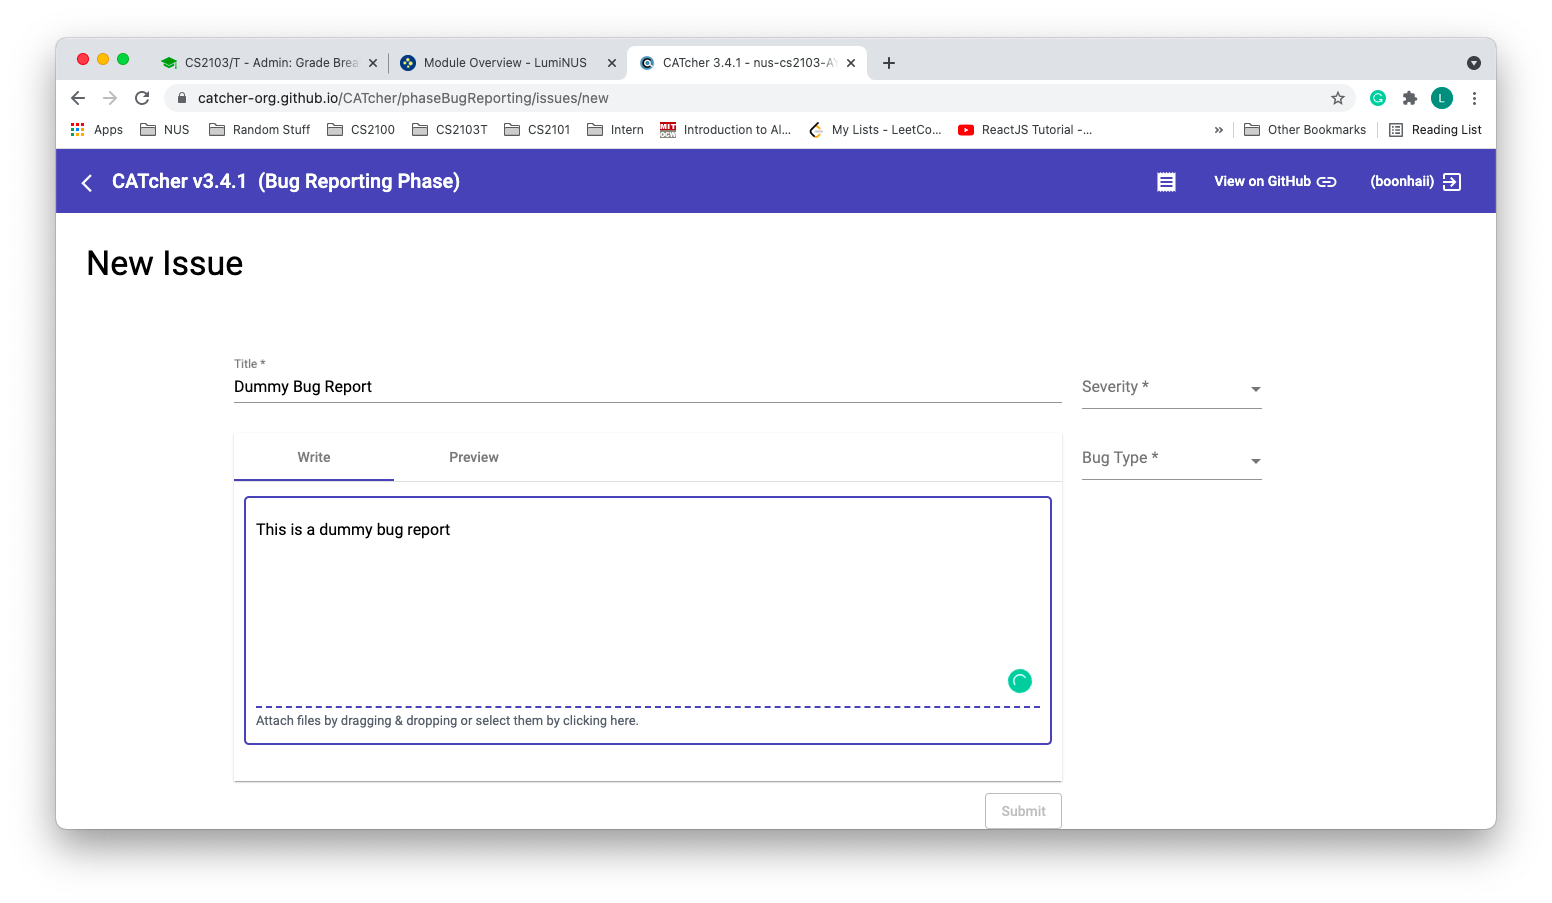 CS2103/T - Admin: Grade Brea
Module Overview - LumiNUS
CATcher 3.4.1 - nus-cs2103-AY
catcher-org.github.io/CATcher/phaseBugReporting/issues/new
G
L
Apps NUS Random Stuff CS2100 CS2103T CS2101 Intern Introduction to Al... My Lists - LeetCo... ReactJS Tutorial -... » Other Bookmarks Reading List
CATcher v3.4.1 (Bug Reporting Phase) View on GitHub (boonhaii)
New Issue
Title *
Dummy Bug Report
Severity *
Write Preview
Bug Type *
This is a dummy bug report
Attach files by dragging & dropping or select them by clicking here.
Submit